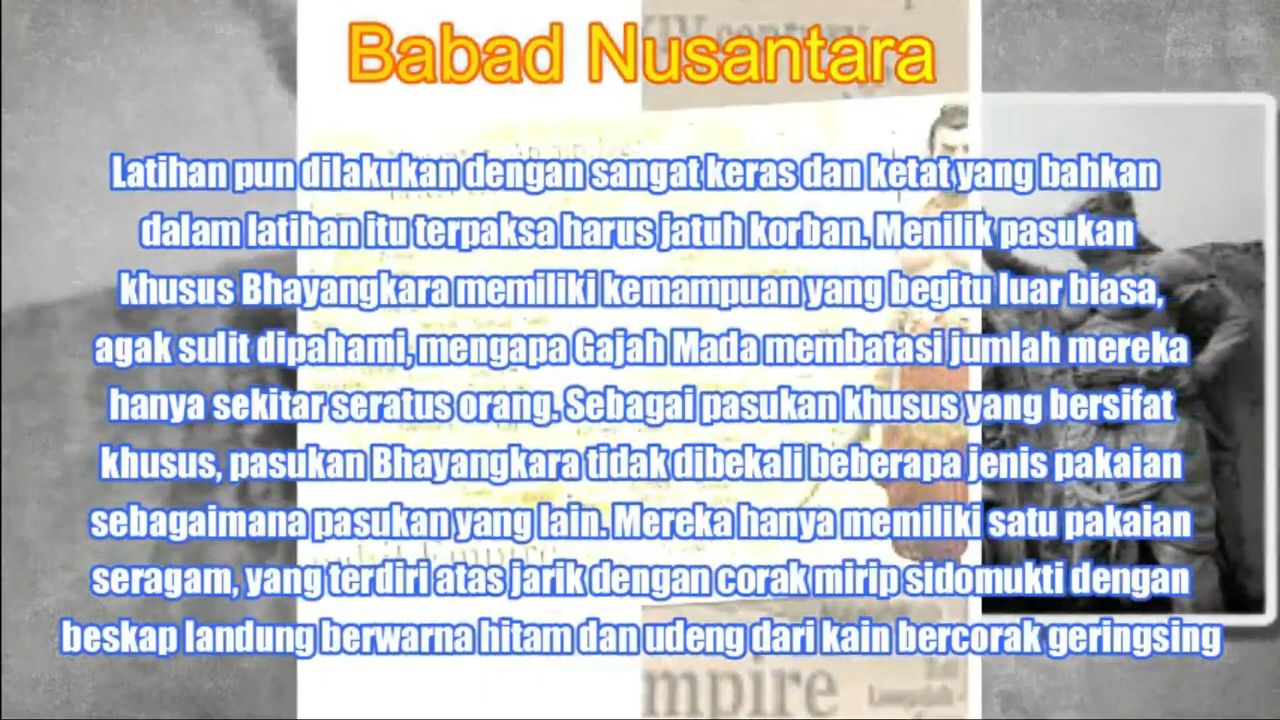 Babad Nusantara
Latihan pun dilakukan dengan sangat keras dan ketat yang bahkan
dalam latihan itu terpaksa harus jatuh korban. Menilik pasukan
khusus Bhayangkara memiliki kemampuan yang begitu luar biasa,
agak sulit dipahami, mengapa Gajah Mada membatasi jumlah mereka
hanya sekitar seratus orang. Sebagai pasukan khusus yang bersifat
khusus, pasukan Bhayangkara tidak dibekali beberapa jenis pakaian
sebagaimana pasukan yang lain. Mereka hanya memiliki satu pakaian
seragam, yang terdiri atas jarik dengan corak mirip sidomukti dengan
beskap landung berwarna hitam dan udeng dari kain bercorak geringsing
mpire